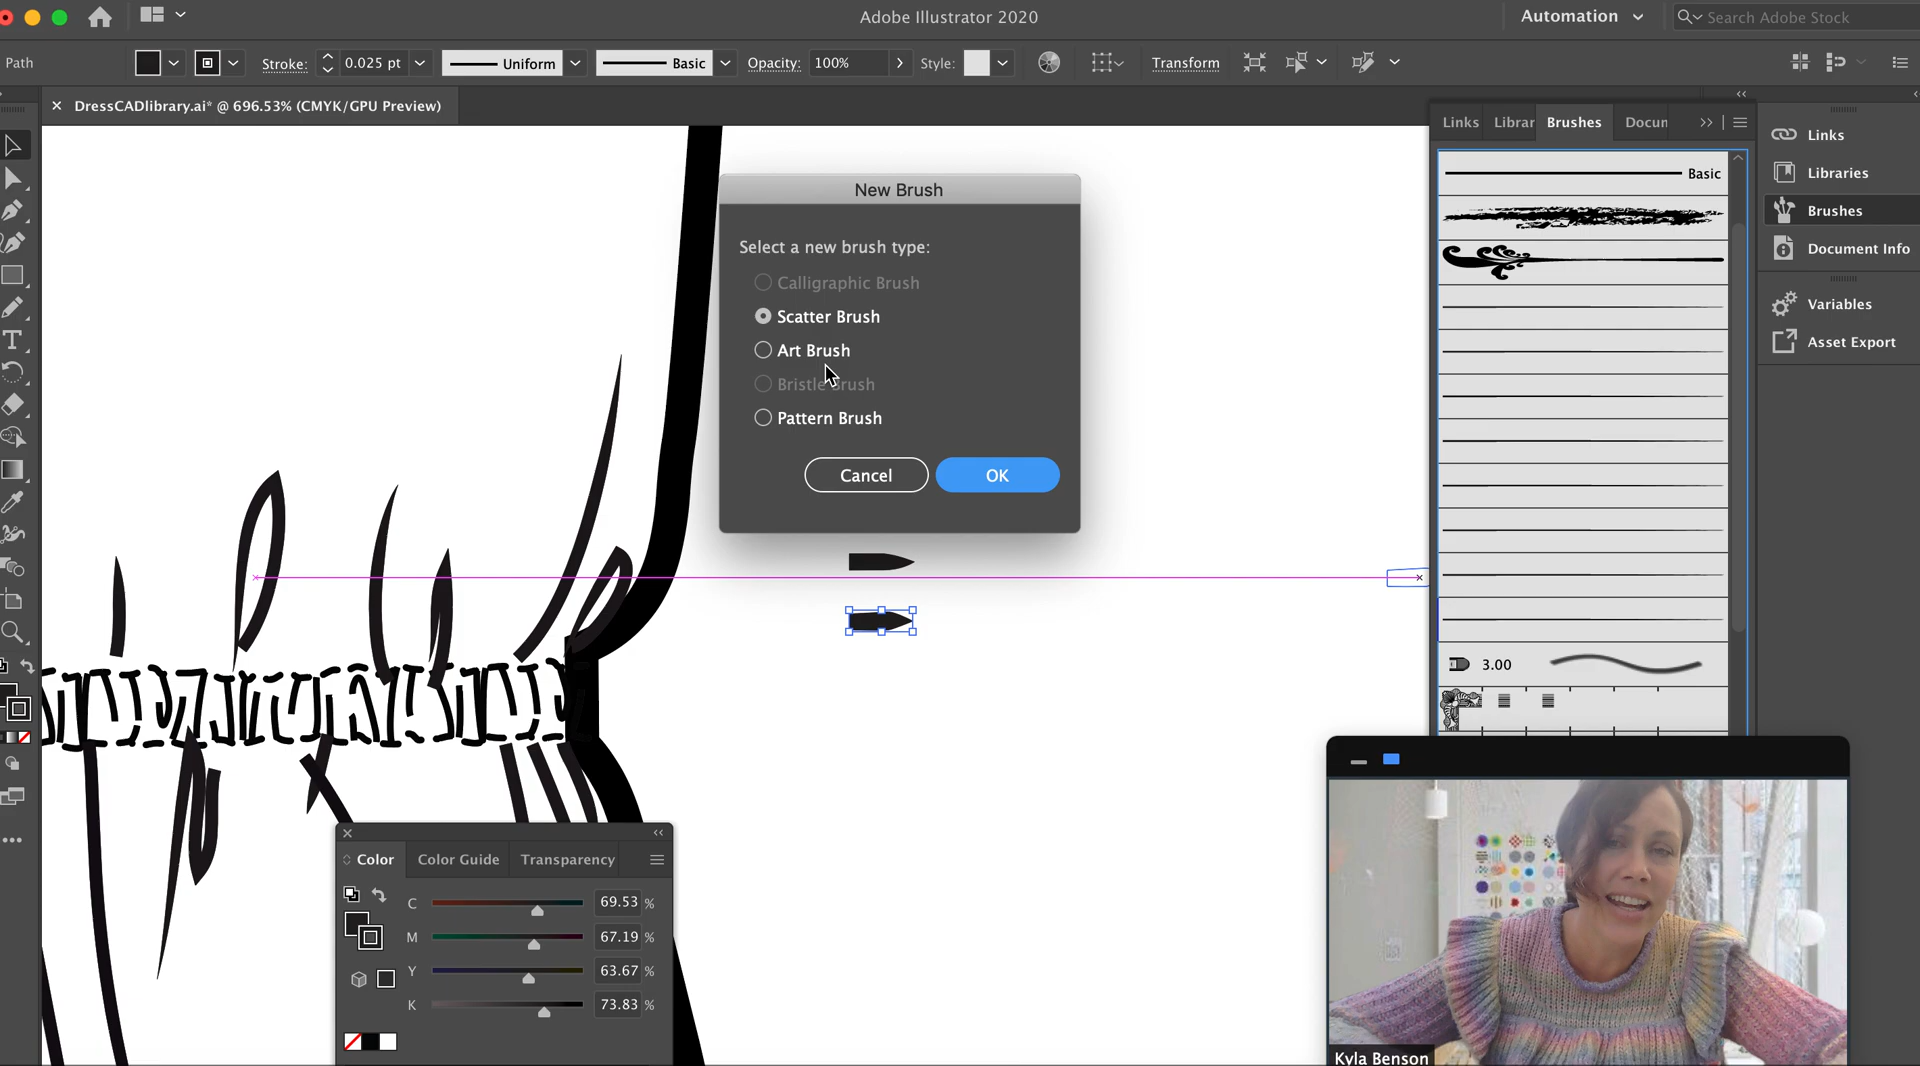 Adobe Illustrator 2020
Automation
Search Adobe Stock
Path
Stroke:
0.025 pt
Uniform
Basic
Opacity:
100%
Style:
Transform
DressCADlibrary.ai* @ 696.53% (CMYK/GPU Preview)
Links
Librar
Brushes
Docun
Basic
3.00
Links
Libraries
Brushes
Document Info
Variables
Asset Export
New Brush
Select a new brush type:
Calligraphic Brush
Scatter Brush
Art Brush
Bristle Brush
Pattern Brush
Cancel
OK
Color
Color Guide
Transparency
C
69.53
%
M
67.19
%
Y
63.67
%
K
73.83
%
Kyla Benson